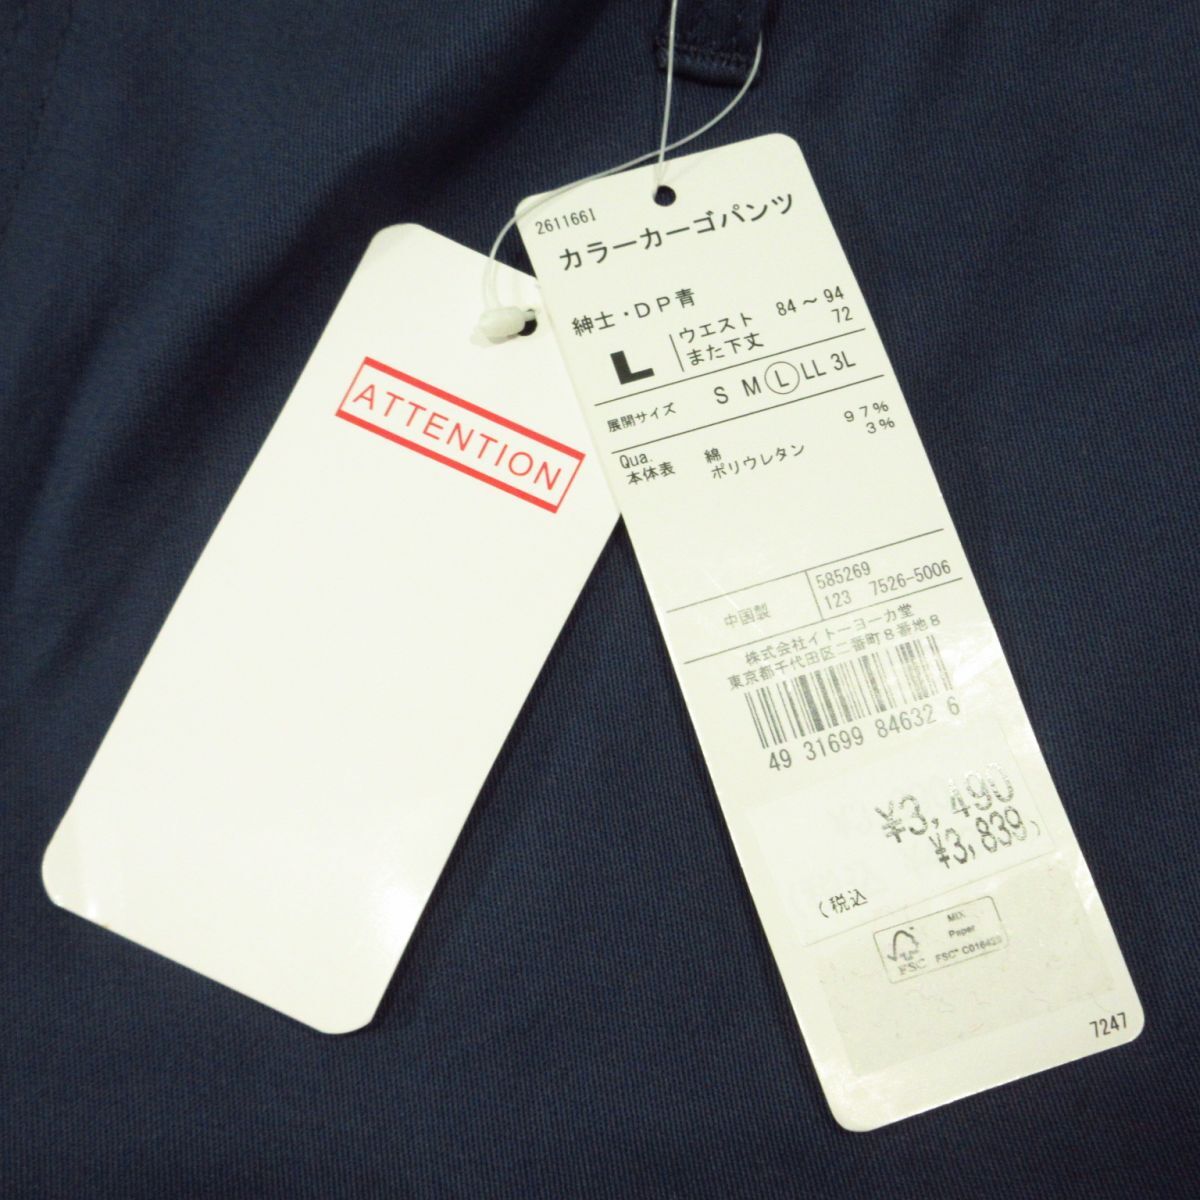 ATTENTION
2611661
カラーカーゴパンツ
紳士・DP青
L ウエスト 84～94
また下丈 72
展開サイズ S M L LL 3L
Qua. 綿 97%
本体表 ポリウレタン 3%
中国製 585269
123 7526-5006
株式会社イトーヨーカ堂
東京都千代田区二番町8番地8
49 31699 84632 6
¥3,490
(税込 ¥3,839)
MIX
Paper
FSC FSC® C016423
7247